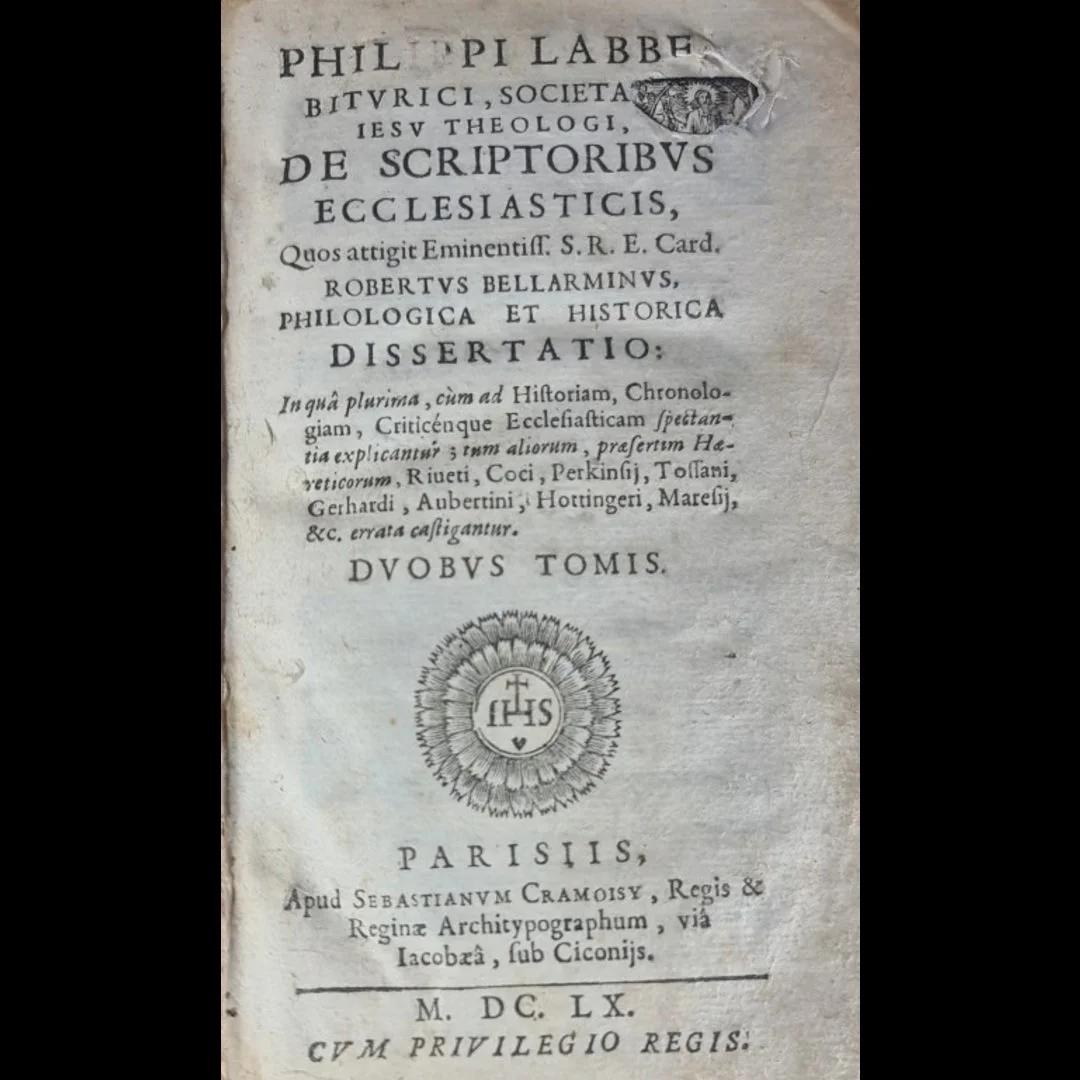 PHIL PPI LABBE
BITVRICI, SOCIETA
IESV THEOLOGI,
DE SCRIPTORIBVS
ECCLESIASTICIS,
Quos attigit Eminentiſſ. S. R. E. Card.
ROBERTVS BELLARMINVS,
PHILOLOGICA ET HISTORICA
DISSERTATIO:
In quâ plurima, cùm ad Hiſtoriam, Chronolo-
giam, Criticénque Eccleſiaſticam ſpectan-
tia explicantur; tum aliorum, præſertim Hæ-
reticorum, Riueti, Coci, Perkinſij, Toſſani,
Gerhardi, Aubertini, Hottingeri, Mareſij,
&c. errata caſtigantur.
DVOBVS TOMIS.
IHS
PARISIIS,
Apud SEBASTIANVM CRAMOISY, Regis &
Reginæ Architypographum, viâ
Iacobæâ, ſub Ciconijs.
M. DC. LX.
CVM PRIVILEGIO REGIS.